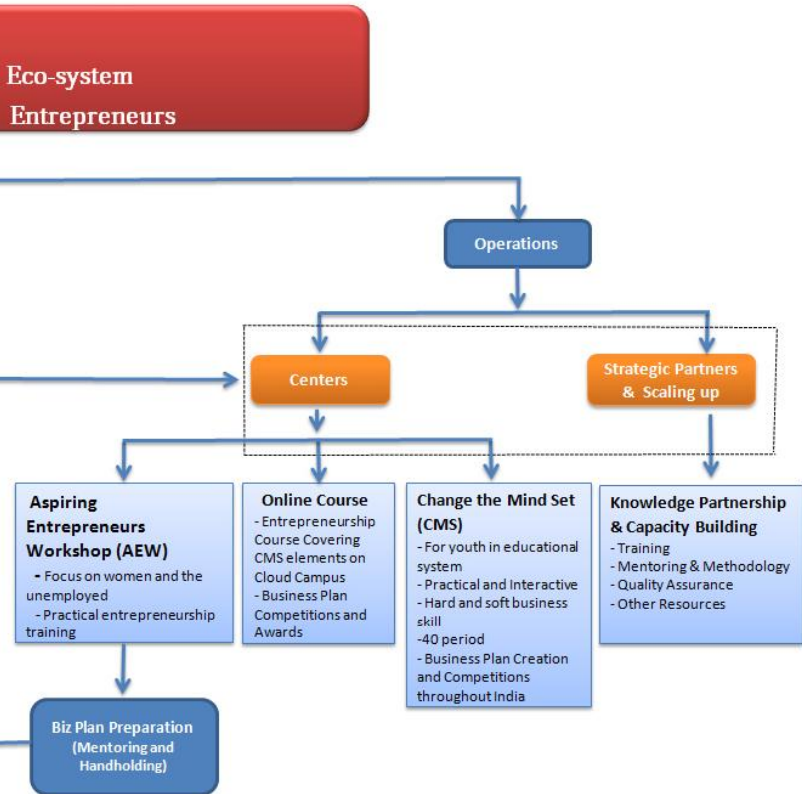 Eco-system
Entrepreneurs
Operations
Centers
Strategic Partners
& Scaling up
Aspiring
Entrepreneurs
Workshop (AEW)
- Focus on women and the
unemployed
- Practical entrepreneurship
training
Online Course
- Entrepreneurship
Course Covering
CMS elements on
Cloud Campus
- Business Plan
Competitions and
Awards
Change the Mind Set
(CMS)
- For youth in educational
system
- Practical and Interactive
- Hard and soft business
skill
-40 period
- Business Plan Creation
and Competitions
throughout India
Knowledge Partnership
& Capacity Building
- Training
- Mentoring & Methodology
- Quality Assurance
- Other Resources
Biz Plan Preparation
(Mentoring and
Handholding)